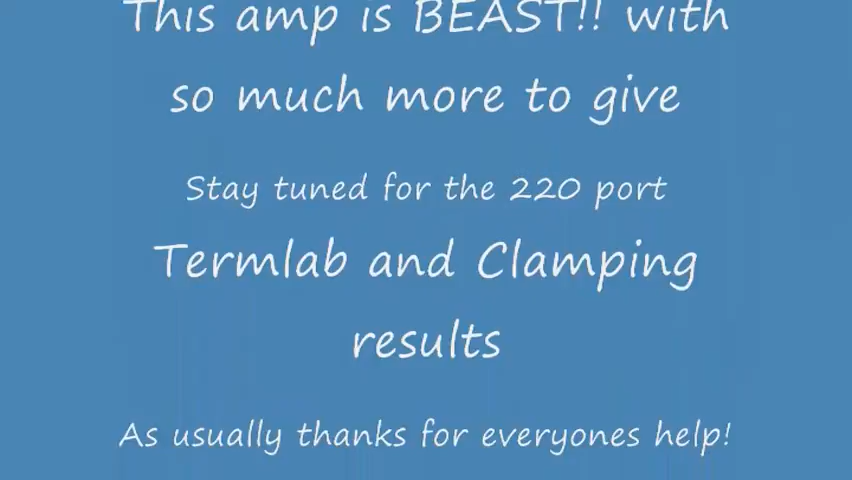 This amp is BEAST!! with
so much more to give
Stay tuned for the 220 port
Termlab and Clamping
results
As usually thanks for everyones help!